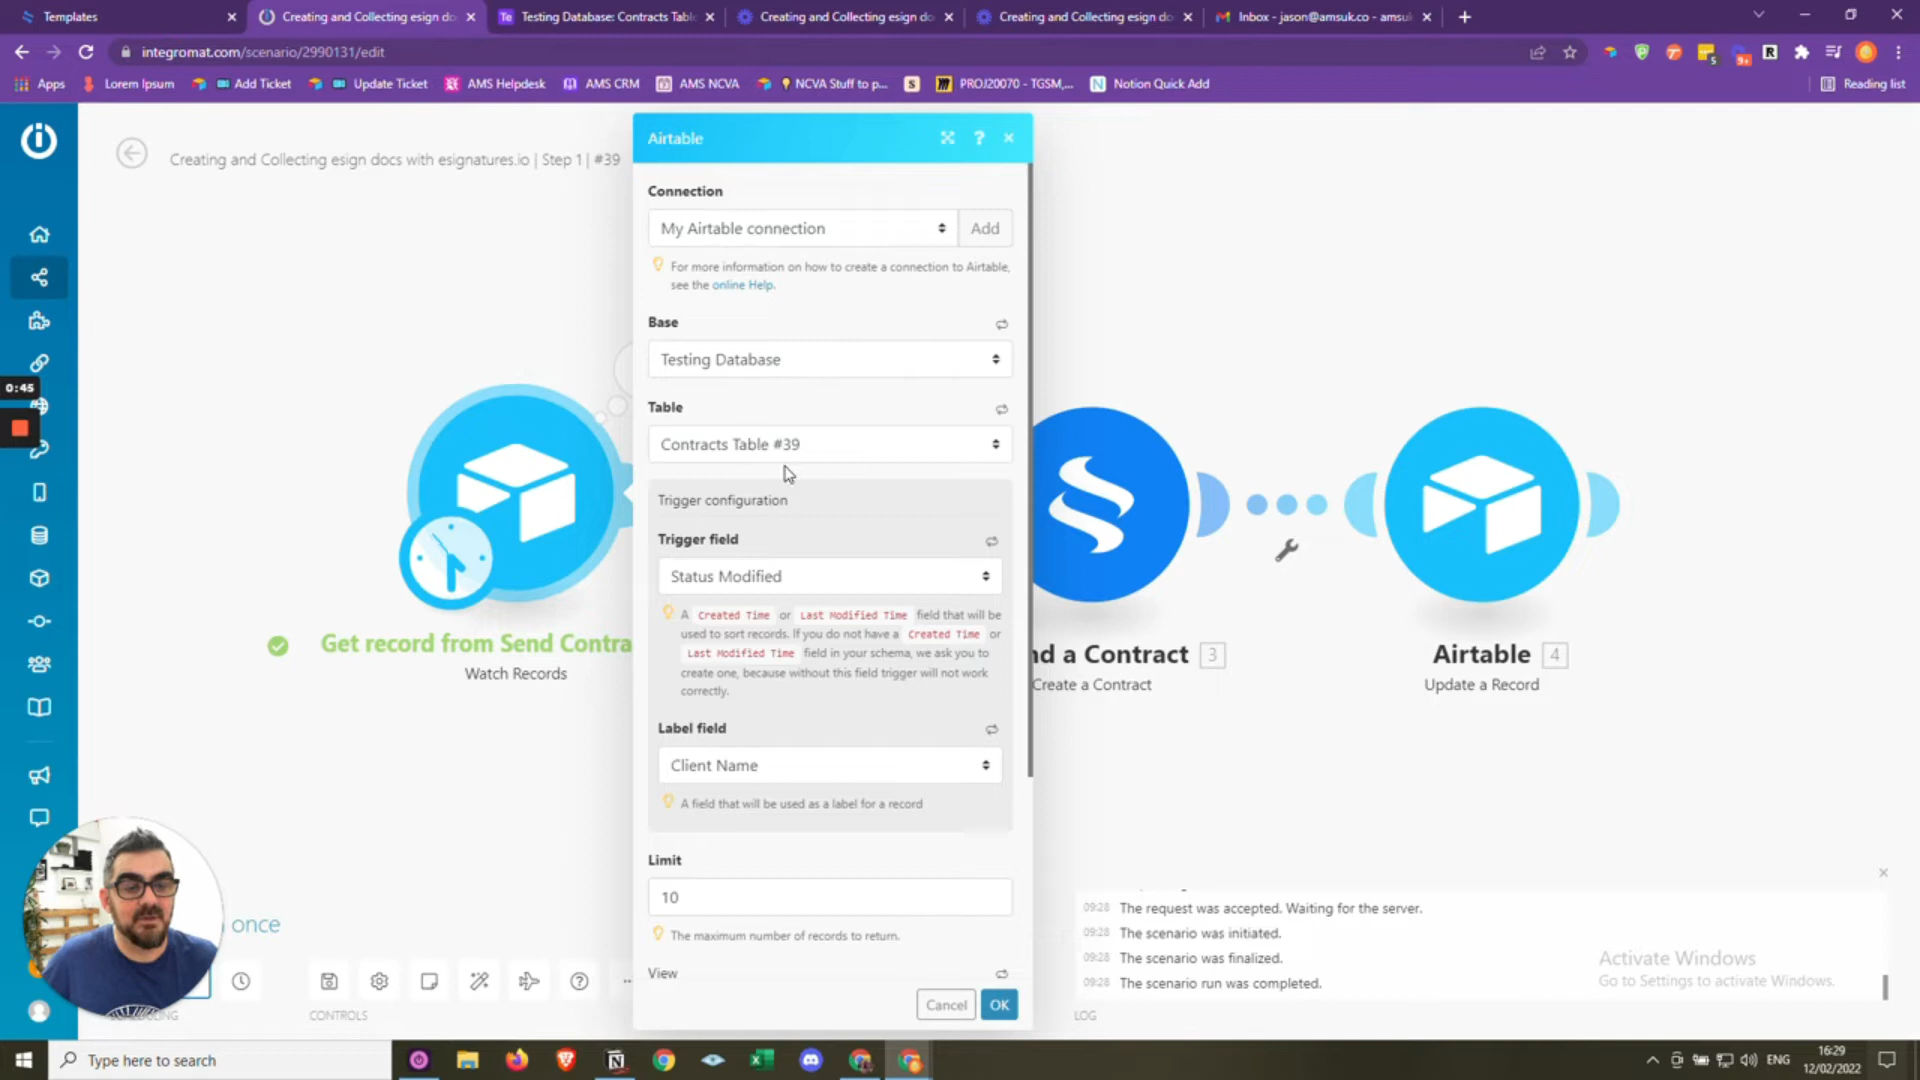 Templates
Creating and Collecting esign do
Te Testing Database: Contracts Tabl
Creating and Collecting esign do
Creating and Collecting esign do
Inbox - jason@amsuk.co - amsuk
integromat.com/scenario/2990131/edit
Apps
Lorem Ipsum
Add Ticket
Update Ticket
AMS Helpdesk
AMS CRM
AMS NCVA
NCVA Stuff to p...
PROJ20070 - TGSM,...
Notion Quick Add
Reading list
Creating and Collecting esign docs with esignatures.io | Step 1 | #39
Airtable
Connection
My Airtable connection
Add
For more information on how to create a connection to Airtable,
see the online Help.
Base
Testing Database
Table
Contracts Table #39
Trigger configuration
Trigger field
Status Modified
A Created Time or Last Modified Time field that will be
used to sort records. If you do not have a Created Time or
Last Modified Time field in your schema, we ask you to
create one, because without this field trigger will not work
correctly.
Label field
Client Name
A field that will be used as a label for a record
Limit
10
The maximum number of records to return.
View
Cancel
OK
0:45
Get record from Send Contra
Watch Records
nd a Contract 3
Create a Contract
Airtable 4
Update a Record
once
CONTROLS
09:28 The request was accepted. Waiting for the server.
09:28 The scenario was initiated.
09:28 The scenario was finalized.
09:28 The scenario run was completed.
LOG
Activate Windows
Go to Settings to activate Windows.
Type here to search
ENG
16:29
12/02/2022